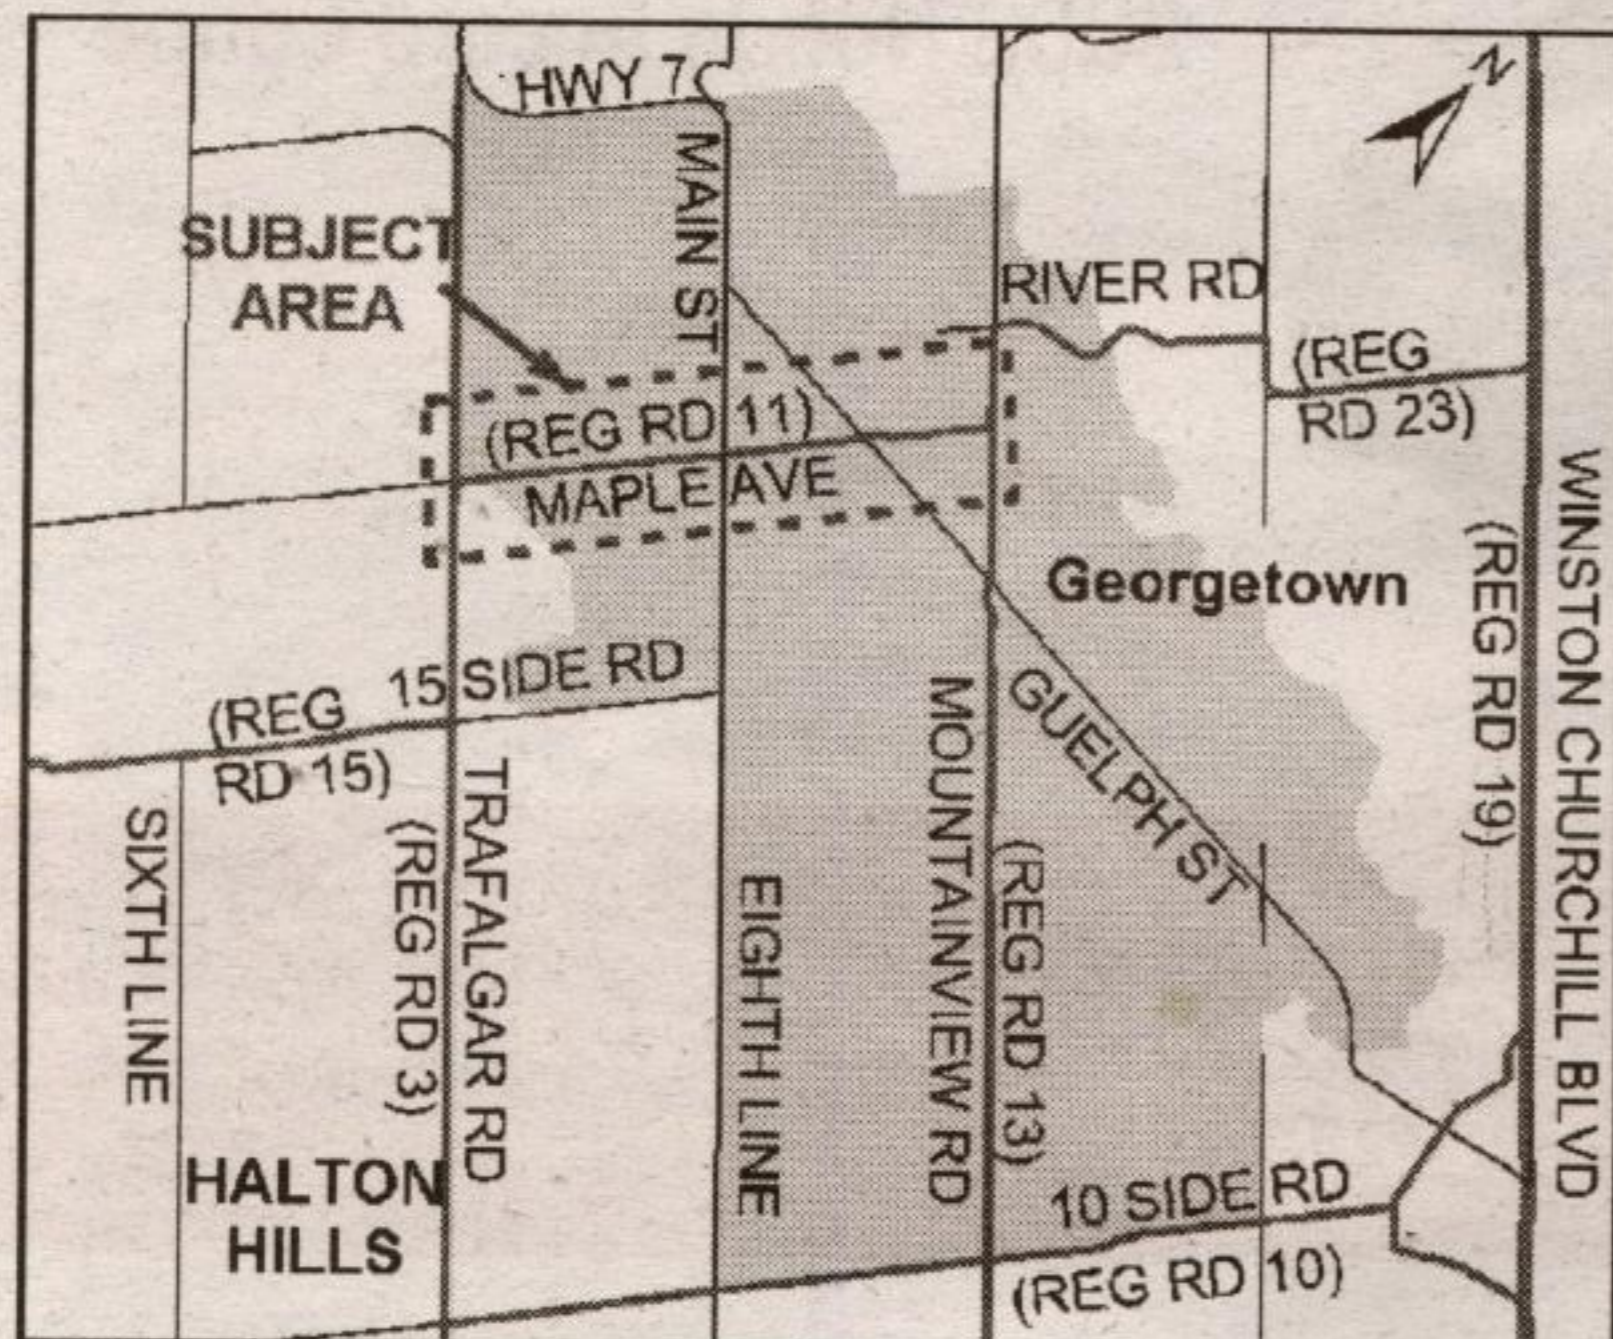 HWY 7
N
MAIN ST
SUBJECT
AREA
RIVER RD
(REG
RD 23)
(REG RD 11)
MAPLE AVE
Georgetown
WINSTON CHURCHILL BLVD
(REG RD 19)
15 SIDE RD
(REG
RD 15)
GUELPH ST
SIXTH LINE
(REG RD 3)
TRAFALGAR RD
EIGHTH LINE
MOUNTAINVIEW RD
(REG RD 13)
HALTON
HILLS
10 SIDE RD
(REG RD 10)